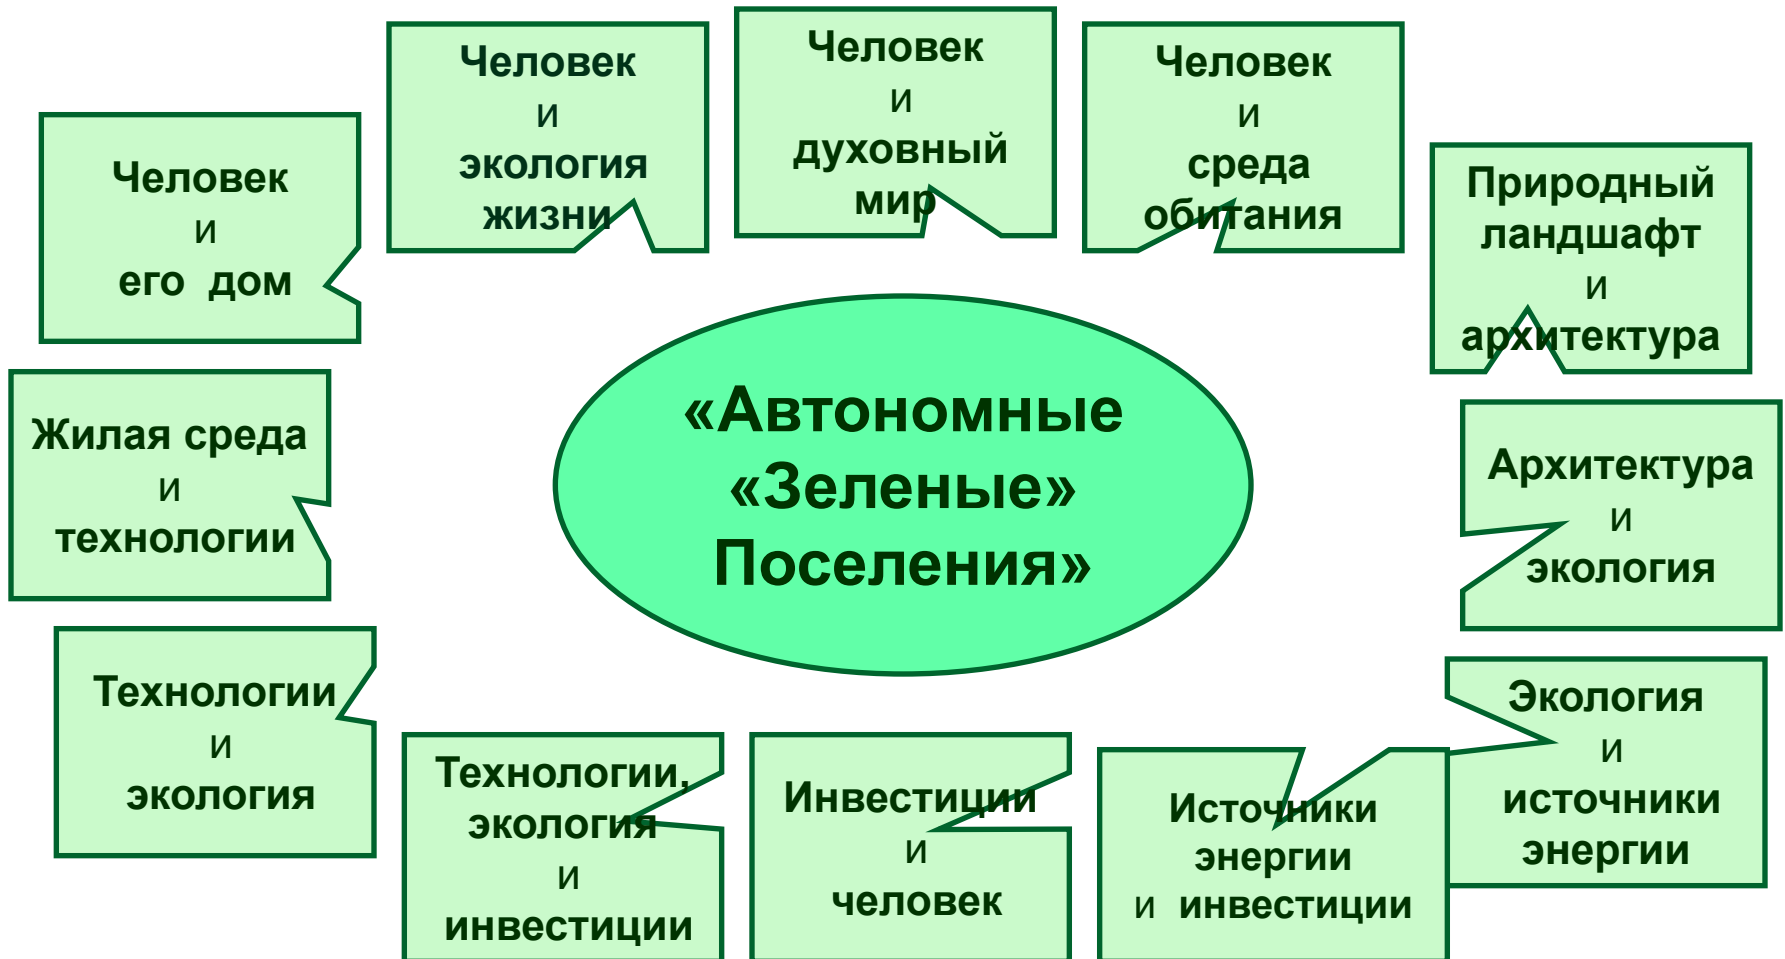 Человек
и
его дом
Человек
и
экология
жизни
Человек
и
духовный
мир
Человек
и
среда
обитания
Природный
ландшафт
и
архитектура
Жилая среда
и
технологии
«Автономные
«Зеленые»
Поселения»
Архитектура
и
экология
Технологии
и
экология
Технологии,
экология
и
инвестиции
Инвестиции
и
человек
Источники
энергии
и инвестиции
Экология
и
источники
энергии